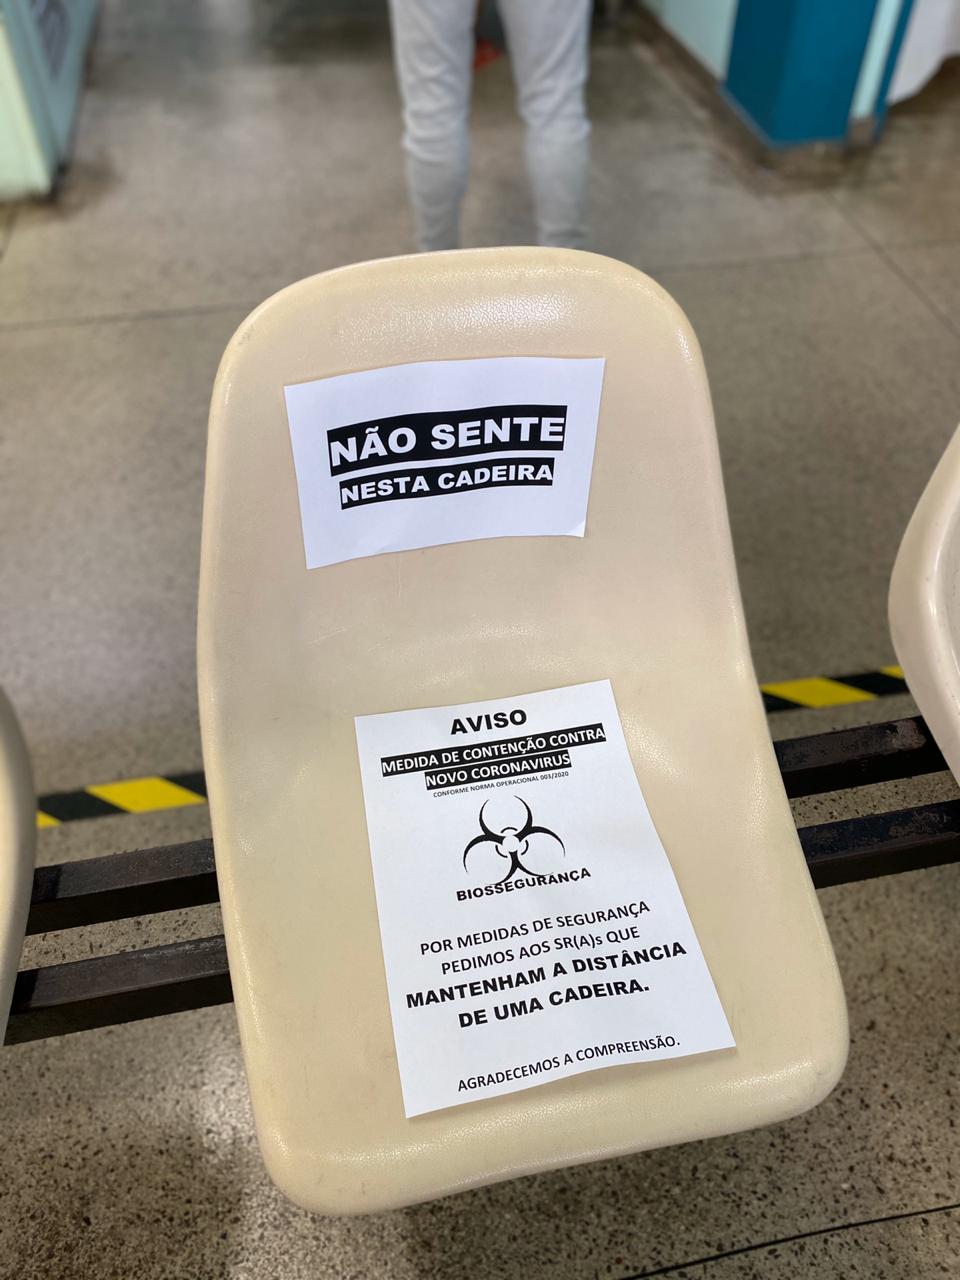 NÃO SENTE
NESTA CADEIRA
AVISO
MEDIDA DE CONTENÇÃO CONTRA
NOVO CORONAVIRUS
CONFORME NORMA OPERACIONAL 003/2020
BIOSSEGURANÇA
POR MEDIDAS DE SEGURANÇA
PEDIMOS AOS SR(A)s QUE
MANTENHAM A DISTÂNCIA
DE UMA CADEIRA.
AGRADECEMOS A COMPREENSÃO.